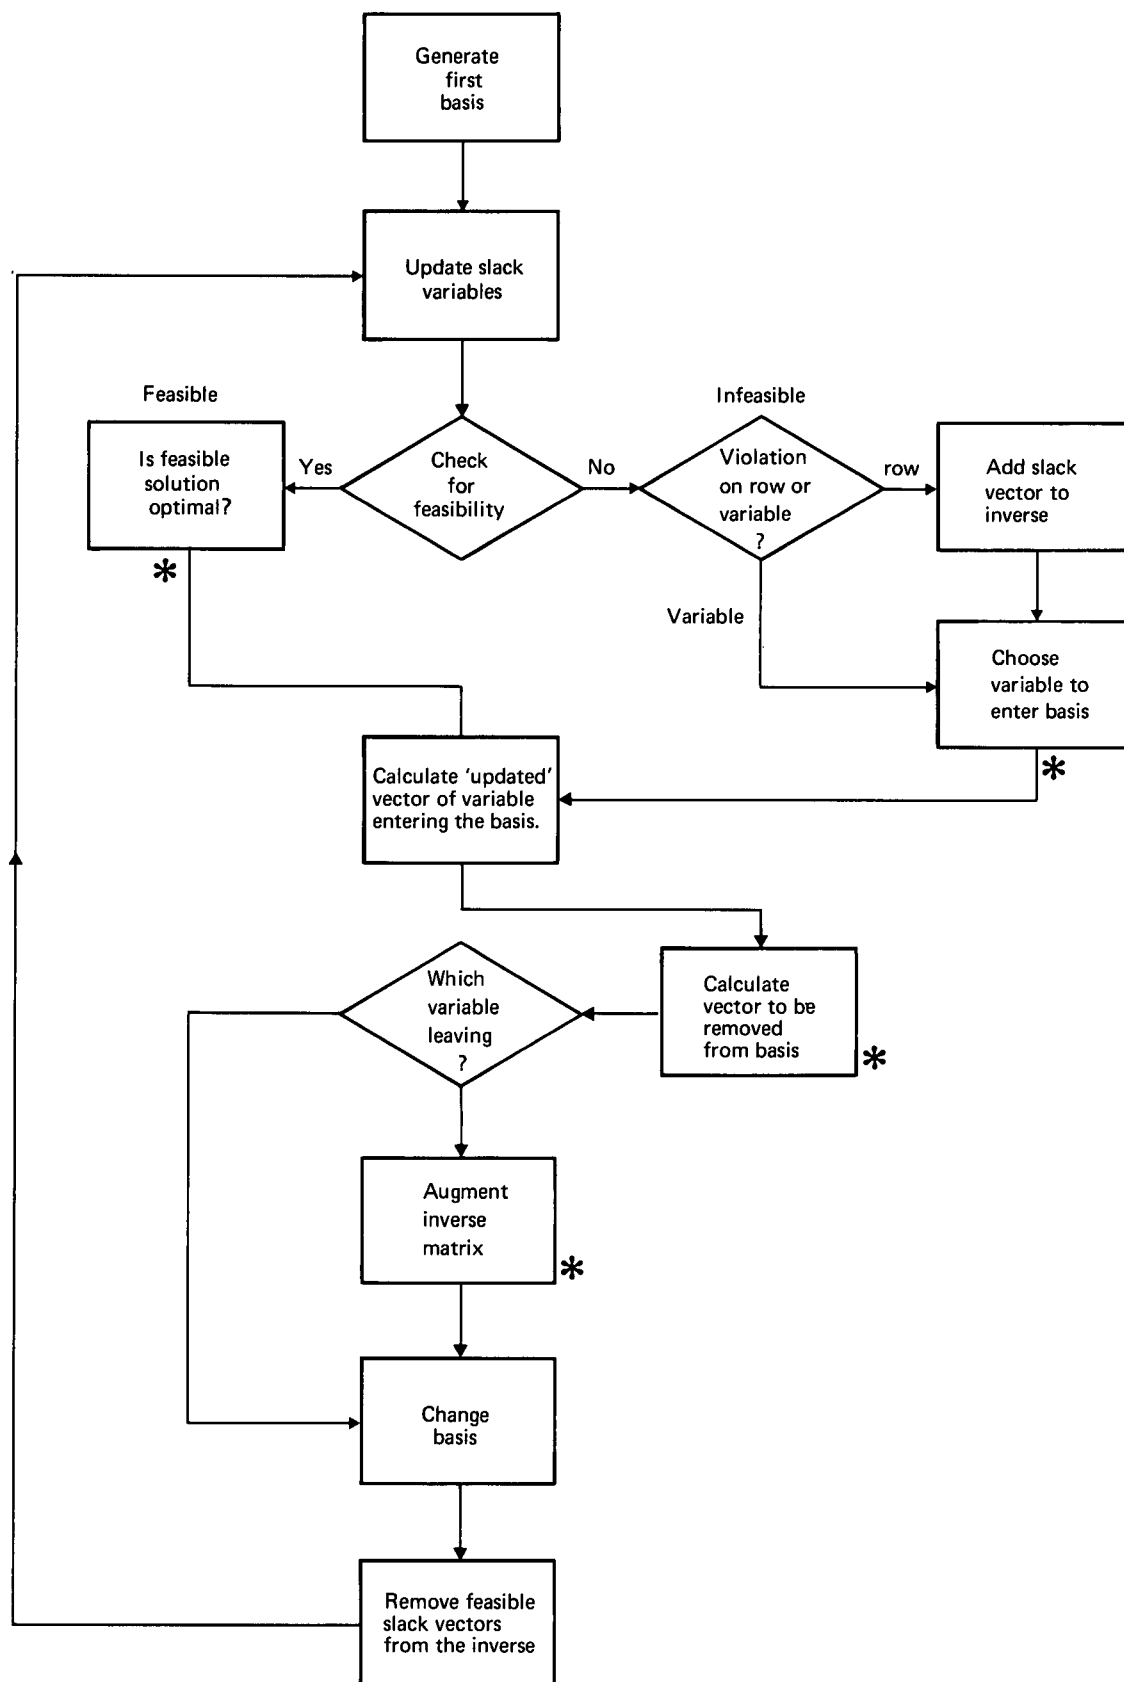 Generate
first
basis
Update slack
variables
Feasible
Infeasible
Is feasible
solution
optimal?
Yes
Check
for
feasibility
No
Violation
on row or
variable
?
row
Add slack
vector to
inverse
*
Variable
Choose
variable to
enter basis
*
Calculate ‘updated’
vector of variable
entering the basis.
Which
variable
leaving
?
Calculate
vector to be
removed
from basis
*
Augment
inverse
matrix
*
Change
basis
Remove feasible
slack vectors
from the inverse